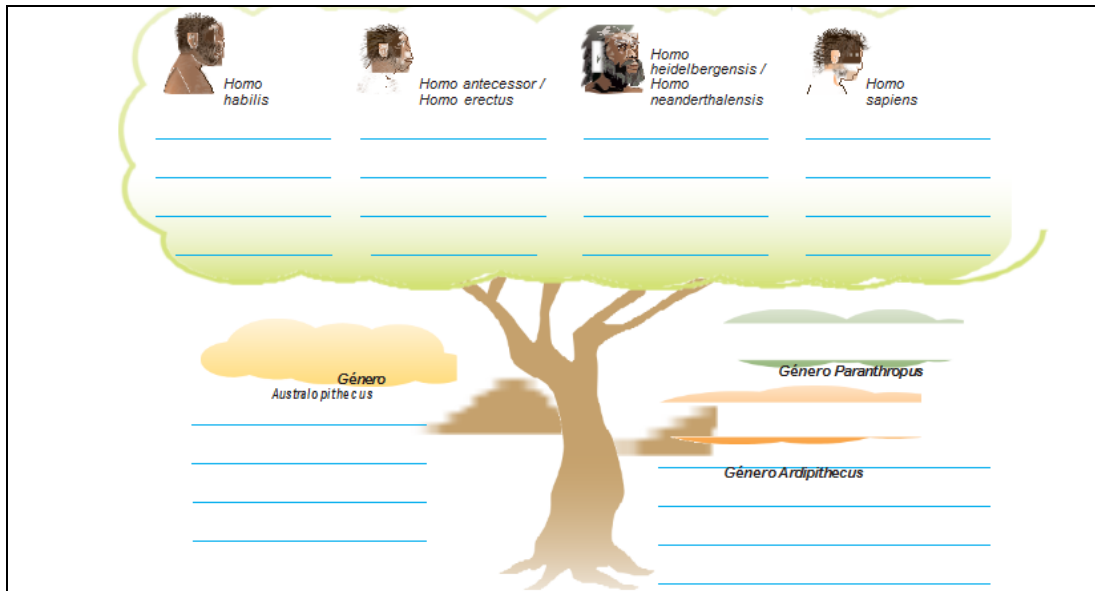 Homo
habilis
Homo antecessor /
Homo erectus
Homo
heidelbergensis /
Homo
neanderthalensis
Homo
sapiens
Género
Australopithecus
Género Paranthropus
Género Ardipithecus